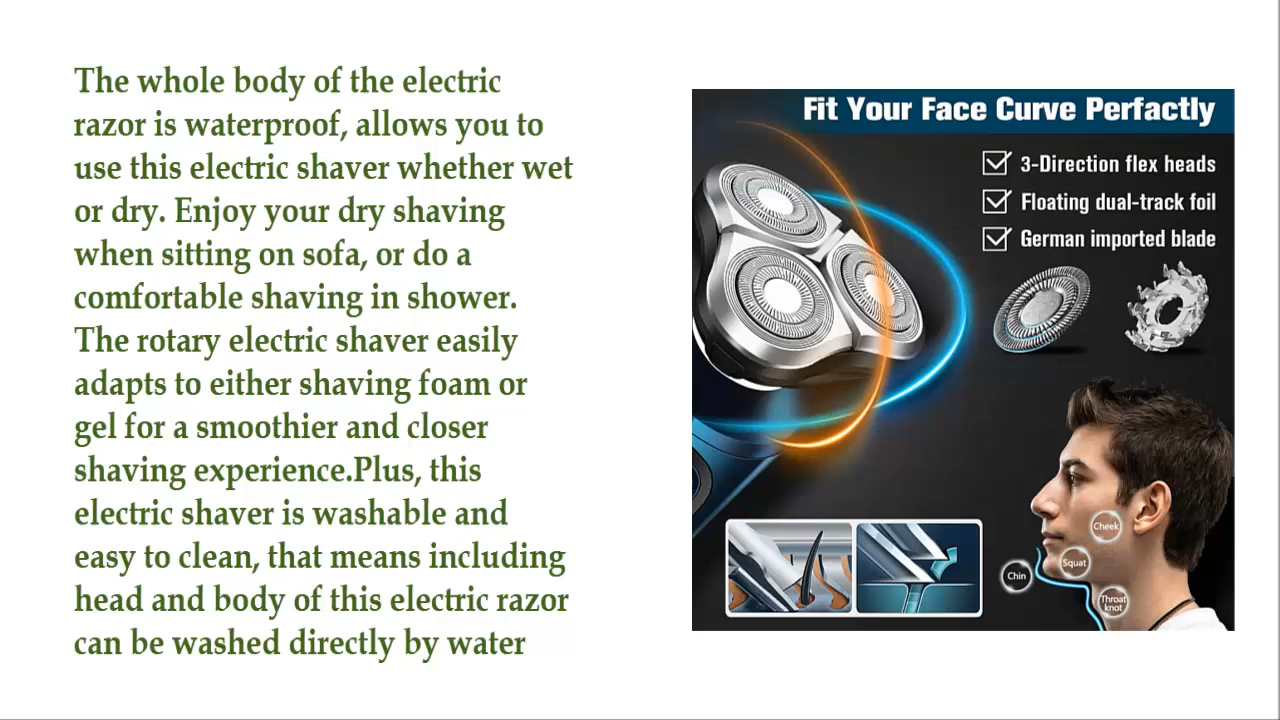 The whole body of the electric
razor is waterproof, allows you to
use this electric shaver whether wet
or dry. Enjoy your dry shaving
when sitting on sofa, or do a
comfortable shaving in shower.
The rotary electric shaver easily
adapts to either shaving foam or
gel for a smoothier and closer
shaving experience.Plus, this
electric shaver is washable and
easy to clean, that means including
head and body of this electric razor
can be washed directly by water
Fit Your Face Curve Perfactly
3-Direction flex heads
Floating dual-track foil
German imported blade
Cheek
Squat
Chin
Throat
knot